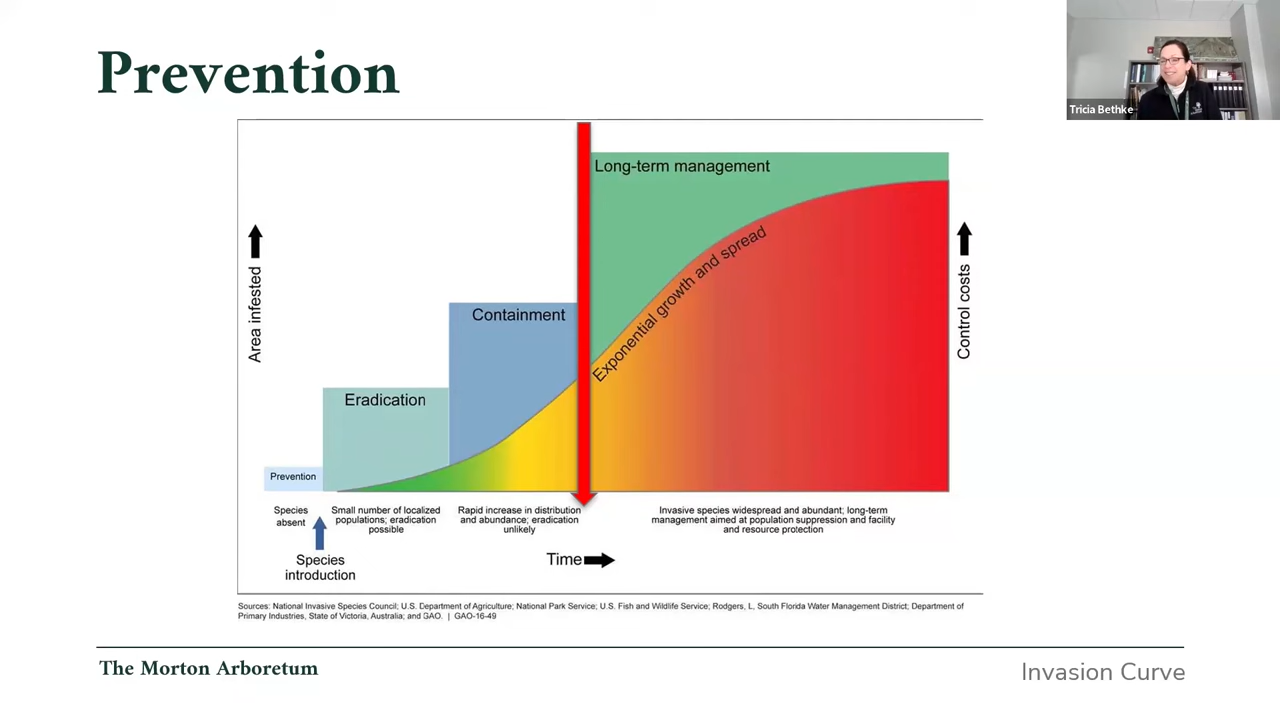 Prevention
Tricia Bethke
Long-term management
Exponential growth and spread
Containment
Eradication
Prevention
Area infested
Control costs
Species
absent
Small number of localized
populations; eradication
possible
Rapid increase in distribution
and abundance; eradication
unlikely
Invasive species widespread and abundant; long-term
management aimed at population suppression and facility
and resource protection
Species
introduction
Time
Sources: National Invasive Species Council; U.S. Department of Agriculture; National Park Service; U.S. Fish and Wildlife Service; Rodgers, L, South Florida Water Management District; Department of
Primary Industries, State of Victoria, Australia; and GAO. | GAO-16-49
The Morton Arboretum
Invasion Curve